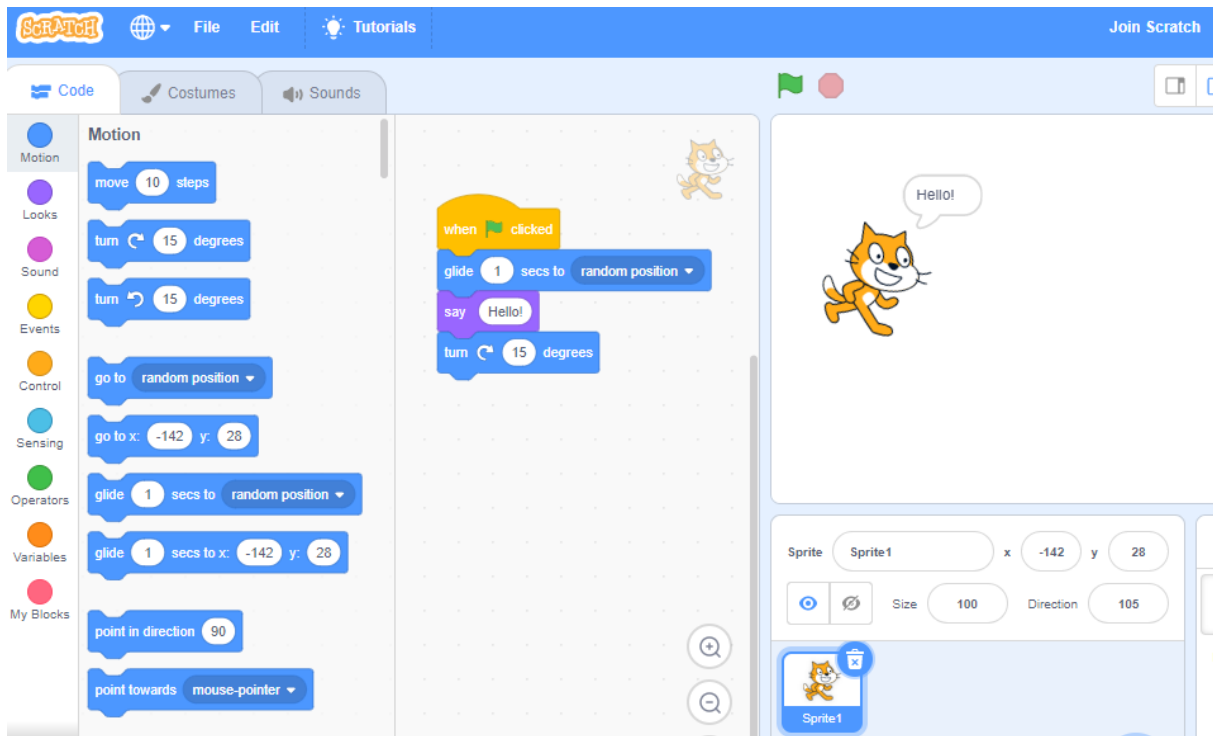 SCRATCH File Edit Tutorials Join Scratch
Code Costumes Sounds
Motion
Looks
Sound
Events
Control
Sensing
Operators
Variables
My Blocks
Motion
move 10 steps
turn 15 degrees
turn 15 degrees
go to random position
go to x: -142 y: 28
glide 1 secs to random position
glide 1 secs to x: -142 y: 28
point in direction 90
point towards mouse-pointer
when clicked
glide 1 secs to random position
say Hello!
turn 15 degrees
Hello!
Sprite Sprite1 x -142 y 28
Size 100 Direction 105
Sprite1